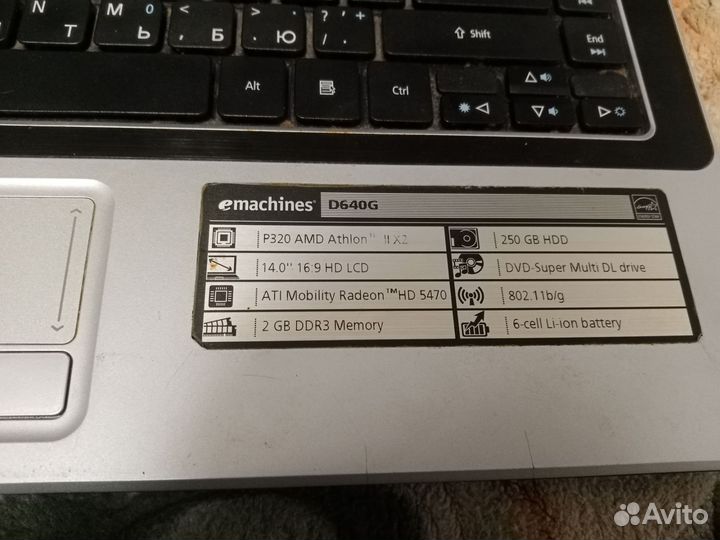 N T
М 0 Ь
< , Б
> . Ю
? ' + / .
⇧ Shift
End
Alt
Ctrl
emachines D640G
P320 AMD Athlon™ II X2
250 GB HDD
14.0'' 16:9 HD LCD
DVD-Super Multi DL drive
ATI Mobility Radeon™HD 5470
802.11b/g
2 GB DDR3 Memory
6-cell Li-ion battery
Avito